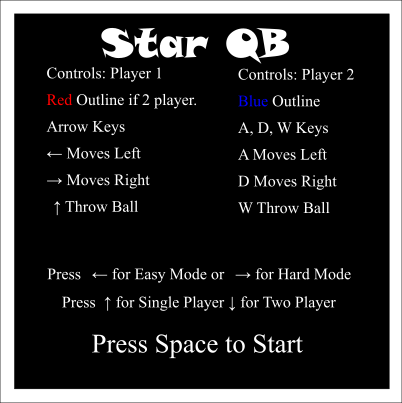 Star QB
Controls: Player 1
Red Outline if 2 player.
Arrow Keys
← Moves Left
→ Moves Right
↑ Throw Ball
Controls: Player 2
Blue Outline
A, D, W Keys
A Moves Left
D Moves Right
W Throw Ball
Press ← for Easy Mode or → for Hard Mode
Press ↑ for Single Player ↓ for Two Player
Press Space to Start